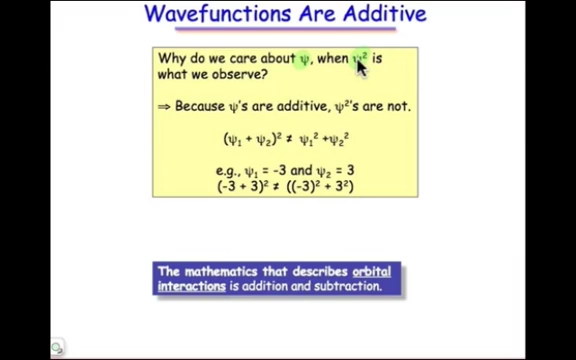 Wavefunctions Are Additive
Why do we care about ψ, when ψ² is
what we observe?
⇒ Because ψ's are additive, ψ²'s are not.
(ψ₁ + ψ₂)² ≠ ψ₁² +ψ₂²
e.g., ψ₁ = -3 and ψ₂ = 3
(-3 + 3)² ≠ ((-3)² + 3²)
The mathematics that describes orbital
interactions is addition and subtraction.